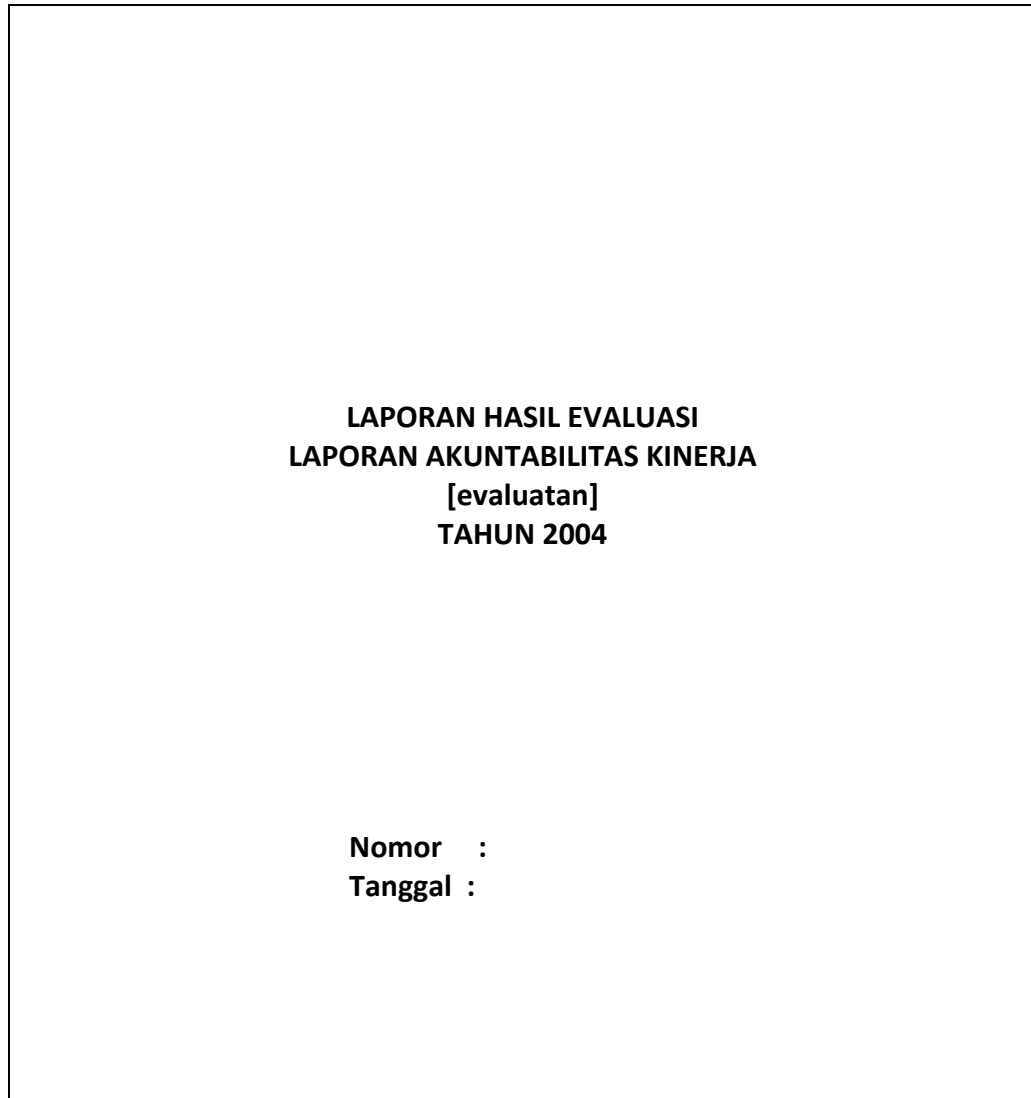 LAPORAN HASIL EVALUASI
LAPORAN AKUNTABILITAS KINERJA
[evaluatan]
TAHUN 2004
Nomor :
Tanggal :